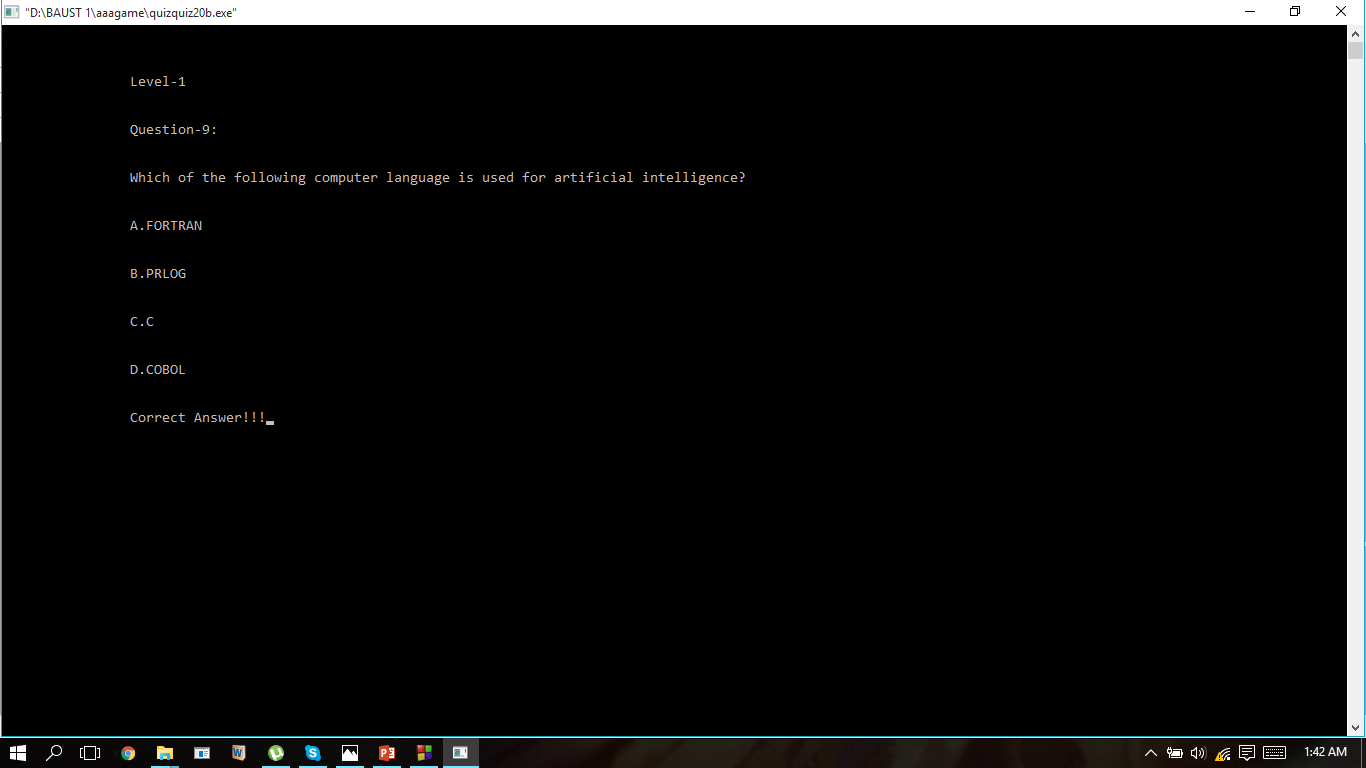 "D:\BAUST 1\aaagame\quizquiz20b.exe"
Level-1
Question-9:
Which of the following computer language is used for artificial intelligence?
A.FORTRAN
B.PRLOG
C.C
D.COBOL
Correct Answer!!!
1:42 AM